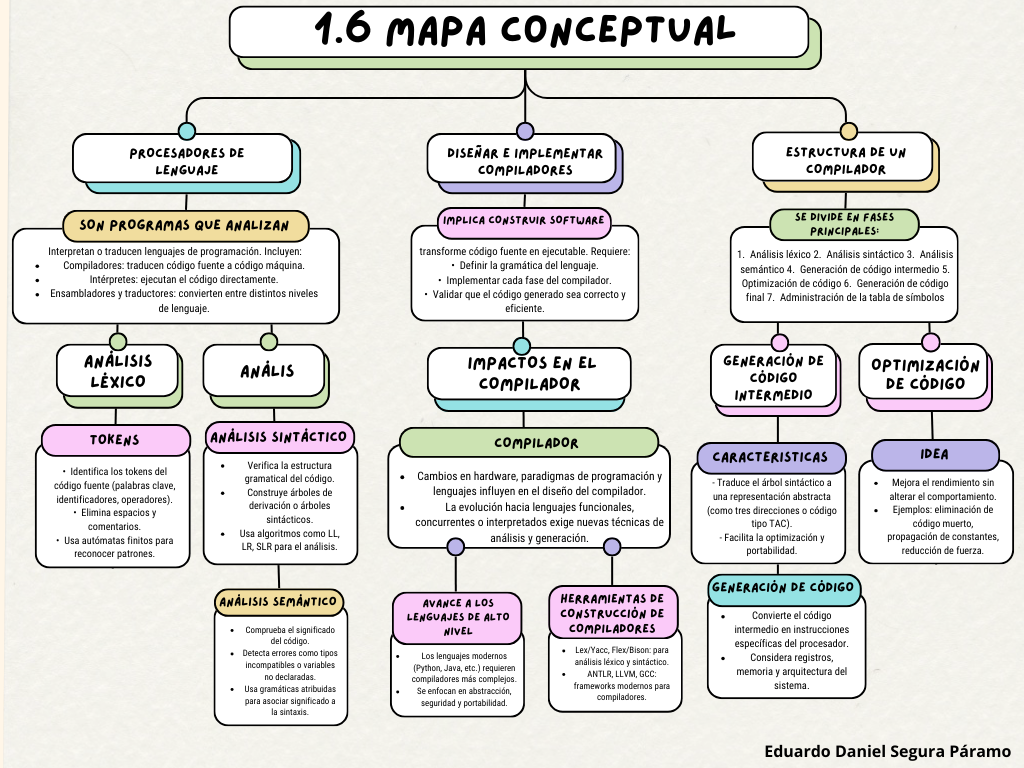 1.6 MAPA CONCEPTUAL
PROCESADORES DE
LENGUAJE
SON PROGRAMAS QUE ANALIZAN
Interpretan o traducen lenguajes de programación. Incluyen:
• Compiladores: traducen código fuente a código máquina.
• Intérpretes: ejecutan el código directamente.
• Ensambladores y traductores: convierten entre distintos niveles
de lenguaje.
ANÁLISIS
LÉXICO
TOKENS
• Identifica los tokens del
código fuente (palabras clave,
identificadores, operadores).
• Elimina espacios y
comentarios.
• Usa autómatas finitos para
reconocer patrones.
ANÁLIS
ANÁLISIS SINTÁCTICO
• Verifica la estructura
gramatical del código.
• Construye árboles de
derivación o árboles
sintácticos.
• Usa algoritmos como LL,
LR, SLR para el análisis.
ANÁLISIS SEMÁNTICO
• Comprueba el significado
del código.
• Detecta errores como tipos
incompatibles o variables
no declaradas.
• Usa gramáticas atribuidas
para asociar significado a
la sintaxis.
DISEÑAR E IMPLEMENTAR
COMPILADORES
IMPLICA CONSTRUIR SOFTWARE
transforme código fuente en ejecutable. Requiere:
• Definir la gramática del lenguaje.
• Implementar cada fase del compilador.
• Validar que el código generado sea correcto y
eficiente.
IMPACTOS EN EL
COMPILADOR
COMPILADOR
• Cambios en hardware, paradigmas de programación y
lenguajes influyen en el diseño del compilador.
• La evolución hacia lenguajes funcionales,
concurrentes o interpretados exige nuevas técnicas de
análisis y generación.
AVANCE A LOS
LENGUAJES DE ALTO
NIVEL
• Los lenguajes modernos
(Python, Java, etc.) requieren
compiladores más complejos.
• Se enfocan en abstracción,
seguridad y portabilidad.
HERRAMIENTAS DE
CONSTRUCCIÓN DE
COMPILADORES
• Lex/Yacc, Flex/Bison: para
análisis léxico y sintáctico.
• ANTLR, LLVM, GCC:
frameworks modernos para
compiladores.
ESTRUCTURA DE UN
COMPILADOR
SE DIVIDE EN FASES
PRINCIPALES:
1. Análisis léxico 2. Análisis sintáctico 3. Análisis
semántico 4. Generación de código intermedio 5.
Optimización de código 6. Generación de código
final 7. Administración de la tabla de símbolos
GENERACIÓN DE
CÓDIGO
INTERMEDIO
CARACTERISTICAS
- Traduce el árbol sintáctico a
una representación abstracta
(como tres direcciones o código
tipo TAC).
- Facilita la optimización y
portabilidad.
GENERACIÓN DE CÓDIGO
• Convierte el código
intermedio en instrucciones
específicas del procesador.
• Considera registros,
memoria y arquitectura del
sistema.
OPTIMIZACIÓN
DE CÓDIGO
IDEA
• Mejora el rendimiento sin
alterar el comportamiento.
• Ejemplos: eliminación de
código muerto,
propagación de constantes,
reducción de fuerza.
Eduardo Daniel Segura Páramo